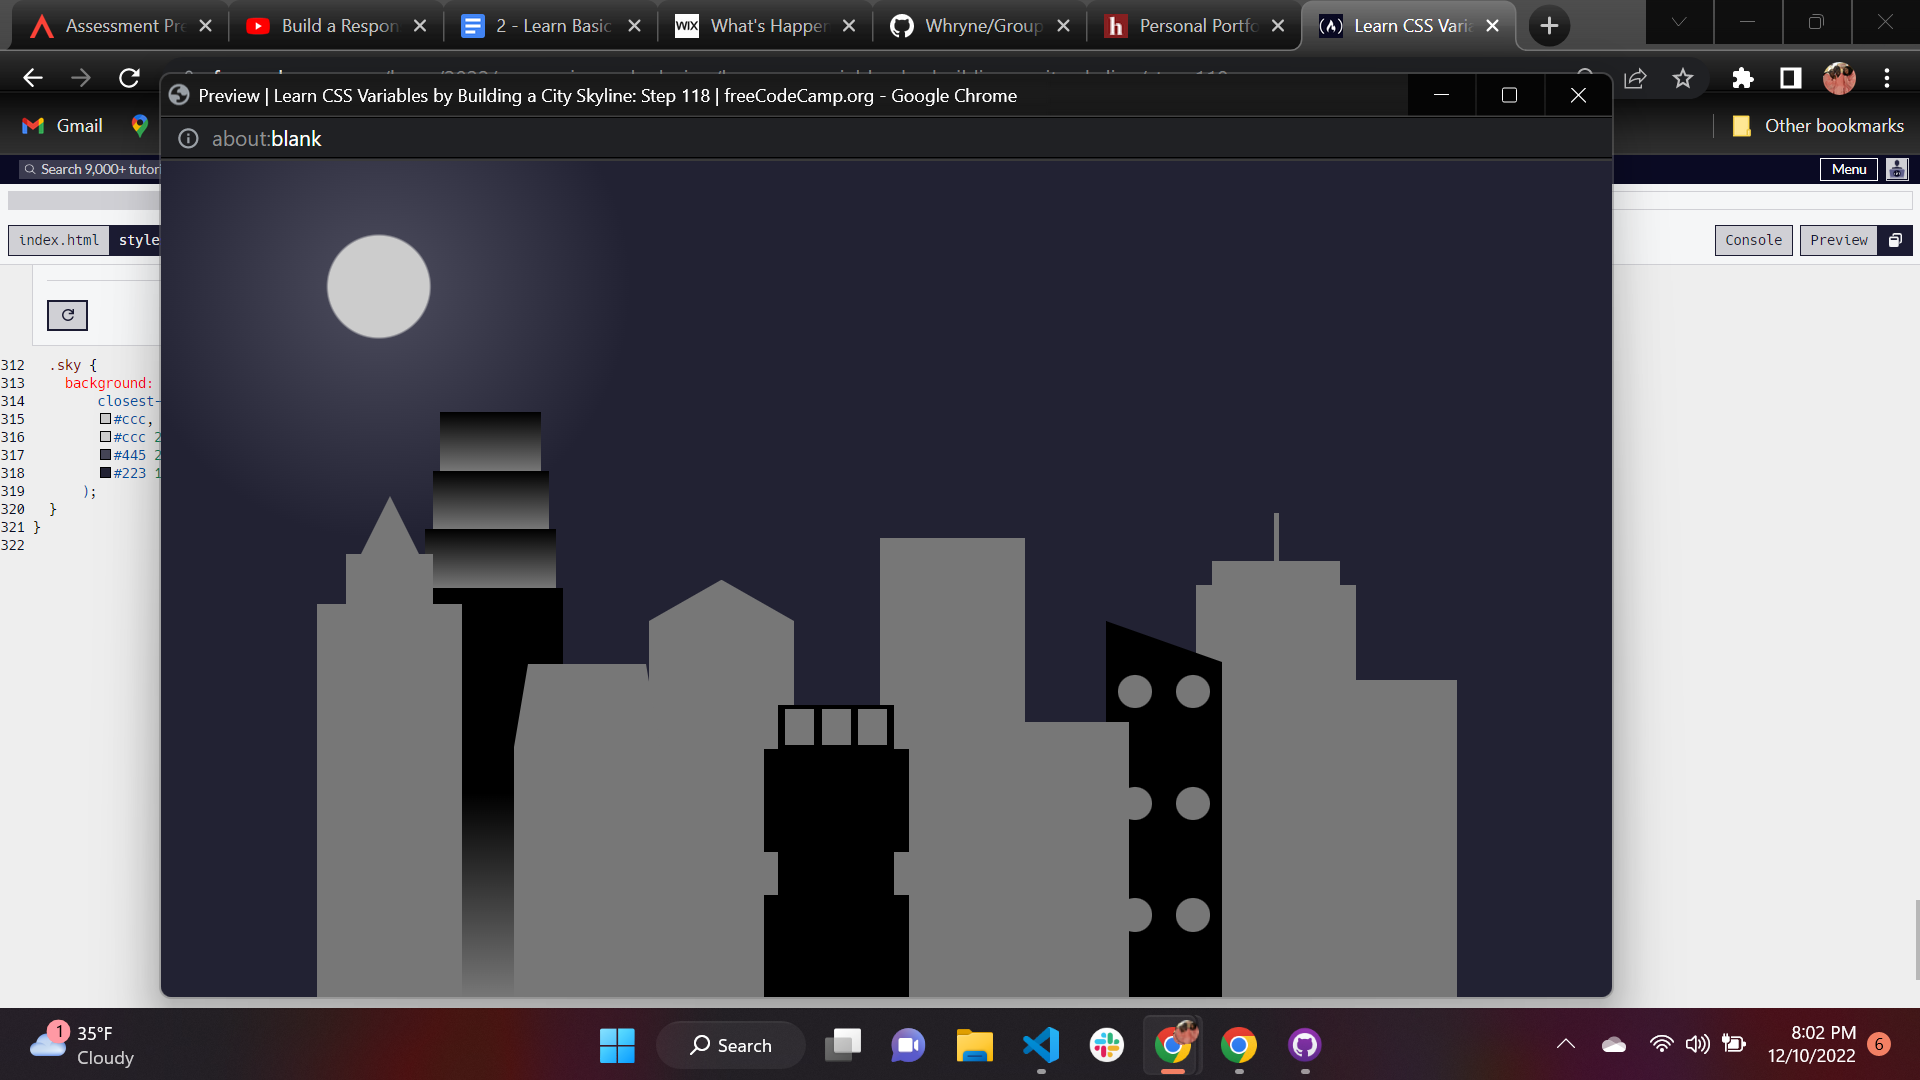 Assessment Pre
Build a Respon
2 - Learn Basic
WIX What's Happen
Whryne/Group
h Personal Portfo
Learn CSS Varia
Preview | Learn CSS Variables by Building a City Skyline: Step 118 | freeCodeCamp.org - Google Chrome
Gmail
Other bookmarks
about:blank
Search 9,000+ tutori
Menu
index.html
style
Console
Preview
312 .sky {
313 background:
314 closest-
315 #ccc,
316 #ccc 2
317 #445 2
318 #223 1
319 );
320 }
321 }
322
1
35°F
Cloudy
Search
8:02 PM
12/10/2022
6